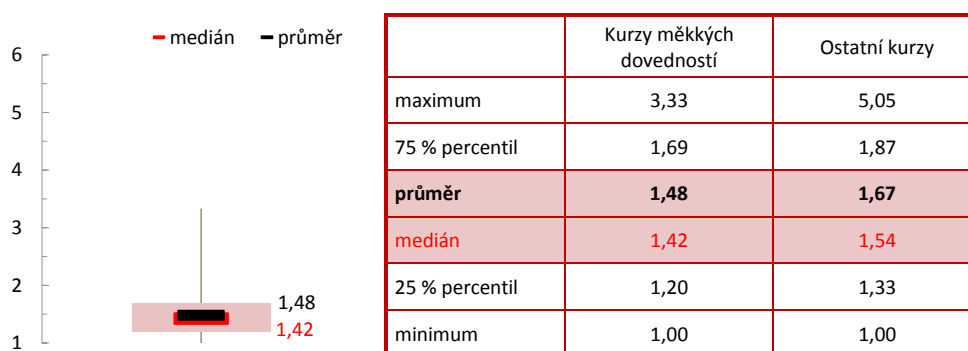 medián průměr
6
5
4
3
2
1
1,48
1,42
Kurzy měkkých
dovedností
Ostatní kurzy
maximum 3,33 5,05
75 % percentil 1,69 1,87
průměr 1,48 1,67
medián 1,42 1,54
25 % percentil 1,20 1,33
minimum 1,00 1,00